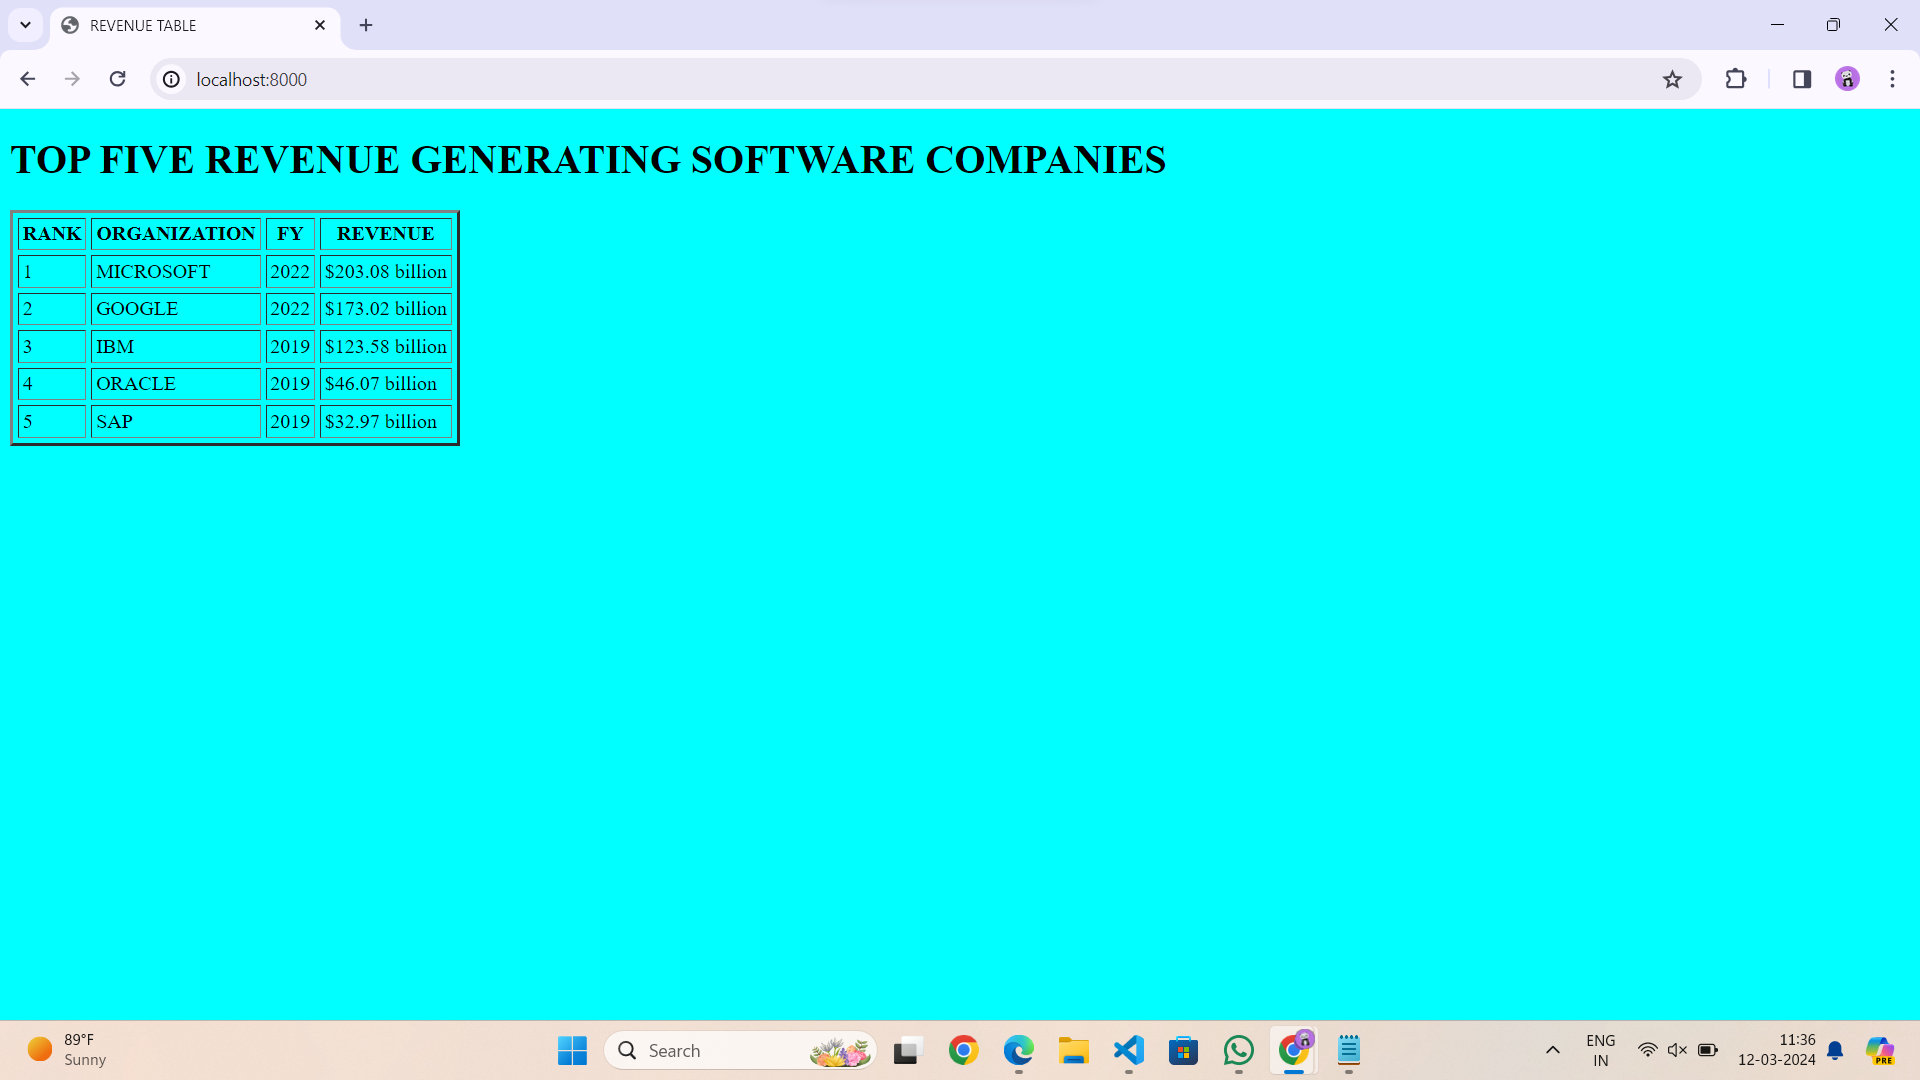 REVENUE TABLE
localhost:8000
TOP FIVE REVENUE GENERATING SOFTWARE COMPANIES
RANK ORGANIZATION FY REVENUE
1 MICROSOFT 2022 $203.08 billion
2 GOOGLE 2022 $173.02 billion
3 IBM 2019 $123.58 billion
4 ORACLE 2019 $46.07 billion
5 SAP 2019 $32.97 billion
89°F
Sunny
Search
ENG
IN
11:36
12-03-2024
PRE